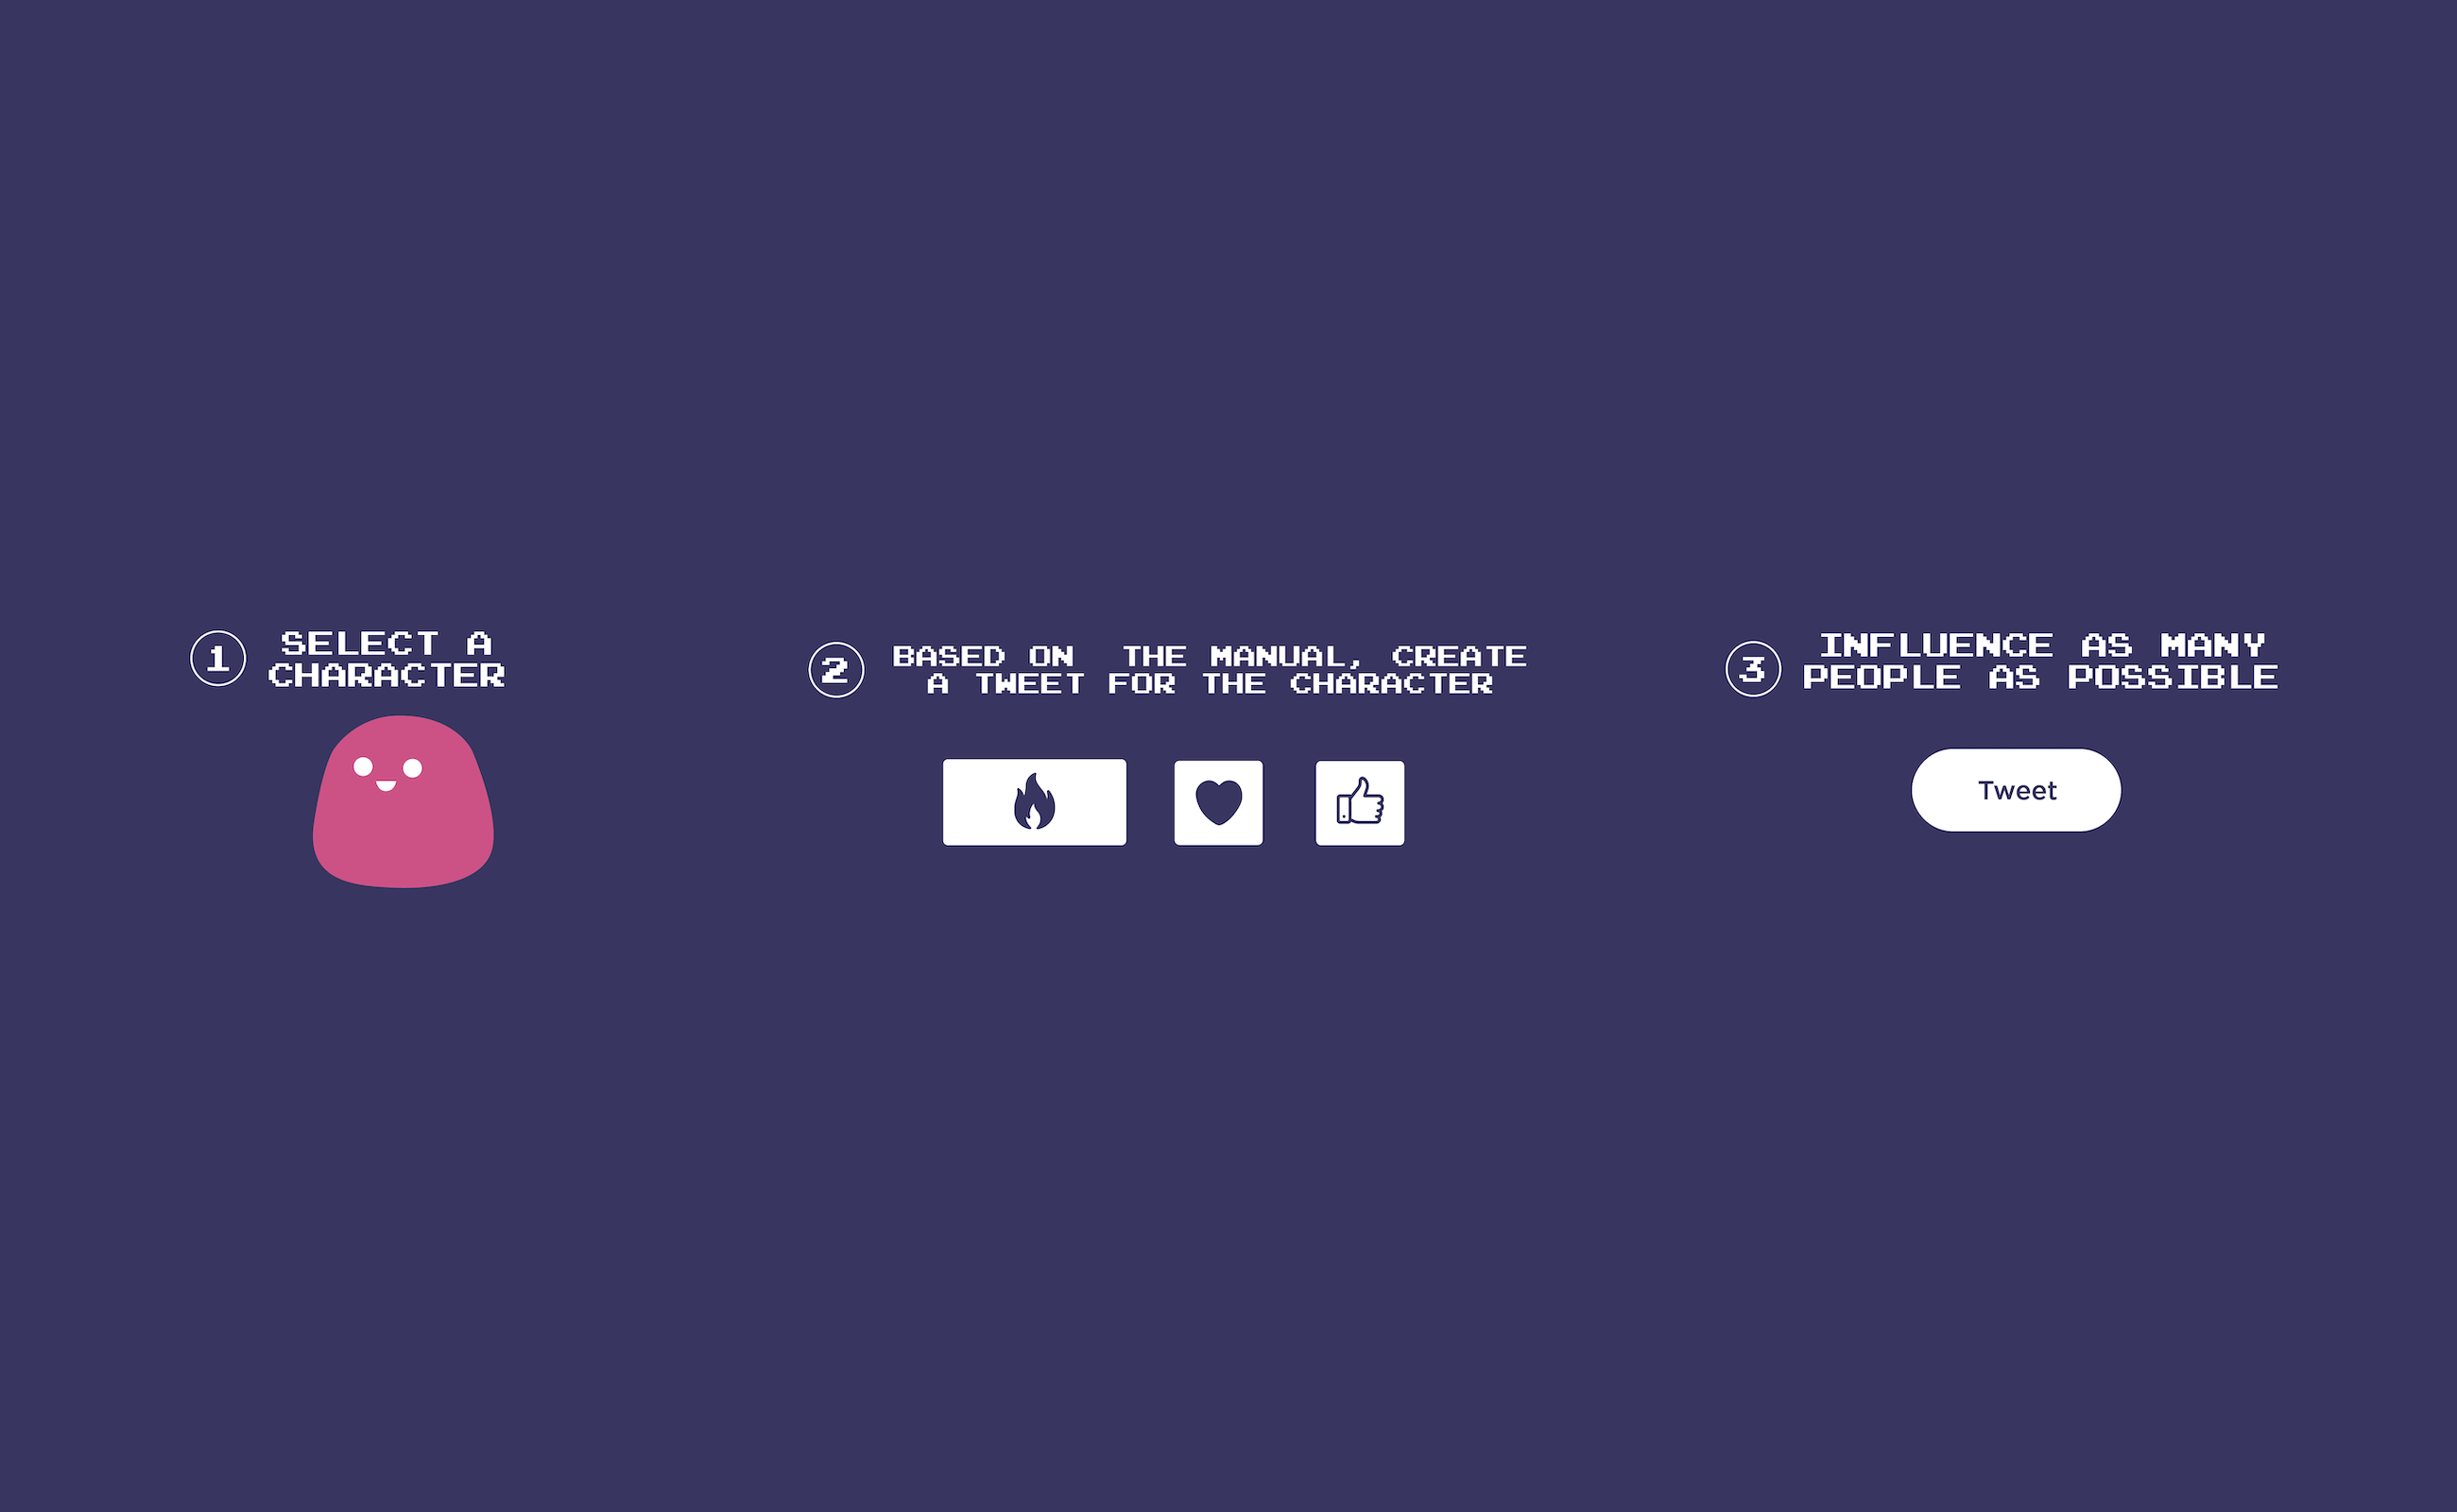 1
SELECT A
CHARACTER
2
BASED ON  THE MANUAL, CREATE
A TWEET FOR THE CHARACTER
3
INFLUENCE AS MANY
PEOPLE AS POSSIBLE
Tweet